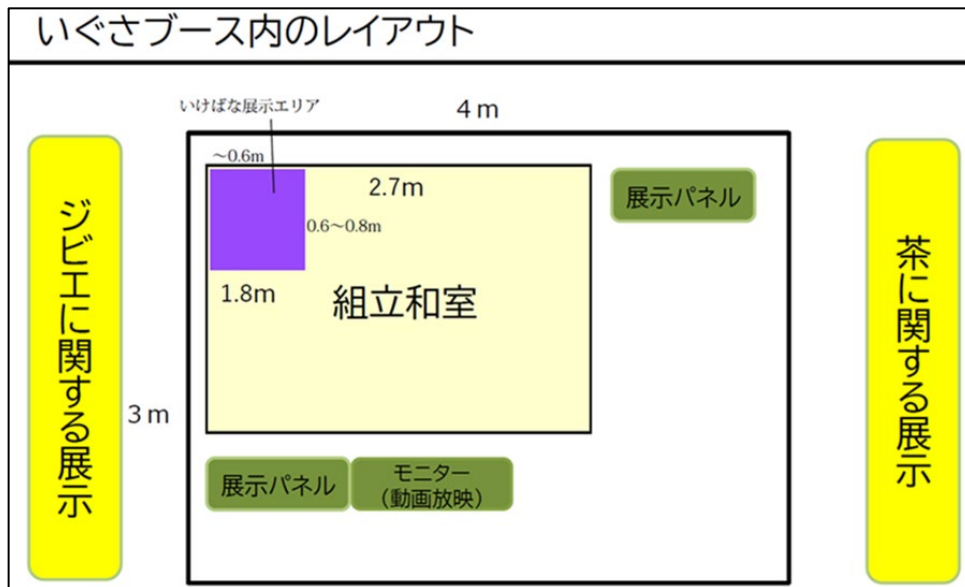 いぐさブース内のレイアウト
いけばな展示エリア
4m
～0.6m
2.7m
展示パネル
0.6～0.8m
1.8m
組立和室
ジビエに関する展示
茶に関する展示
3m
展示パネル
モニター
（動画放映）